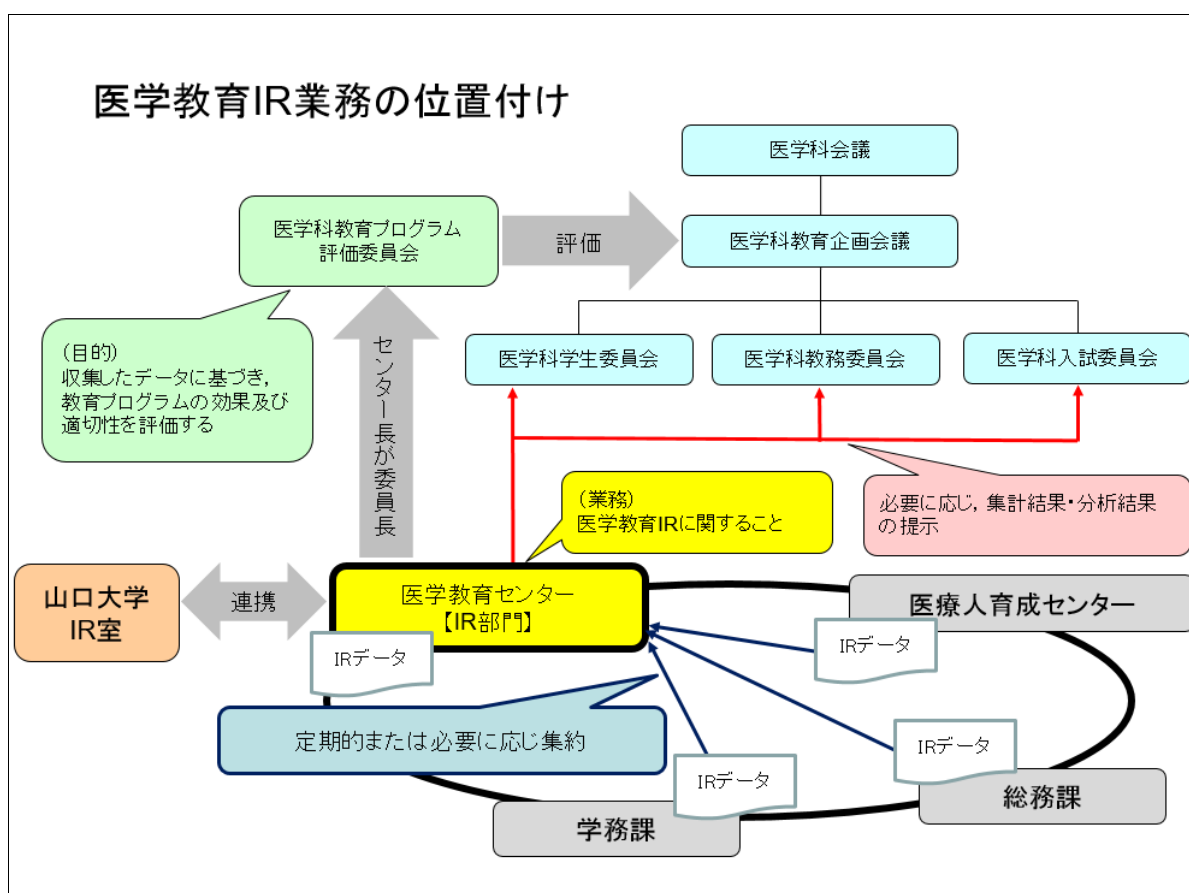 医学教育IR業務の位置付け
医学科会議
医学科教育プログラム
評価委員会
評価
医学科教育企画会議
(目的)
収集したデータに基づき,
教育プログラムの効果及び
適切性を評価する
センター長が委員長
医学科学生委員会
医学科教務委員会
医学科入試委員会
(業務)
医学教育IRに関すること
必要に応じ, 集計結果・分析結果
の提示
山口大学
IR室
連携
医学教育センター
【IR部門】
医療人育成センター
IRデータ
IRデータ
定期的または必要に応じ集約
IRデータ
IRデータ
学務課
総務課